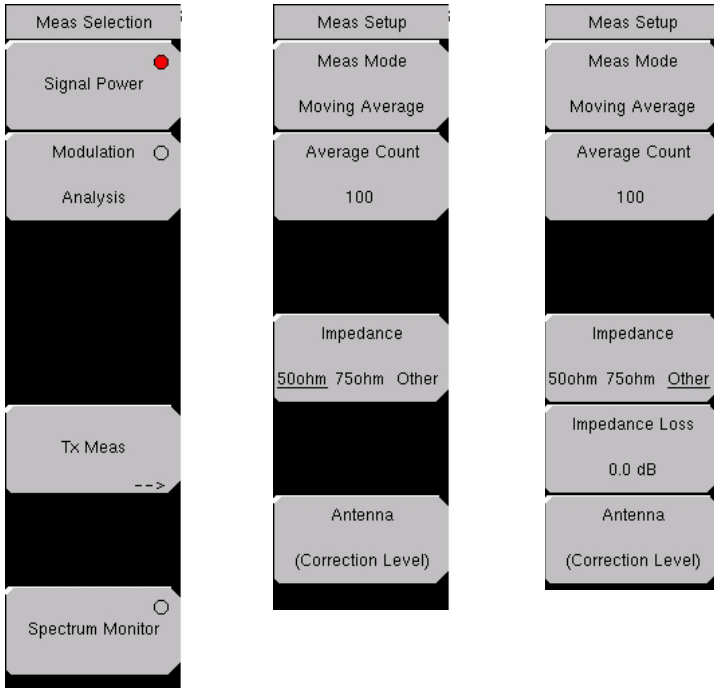 Meas Selection
Signal Power
Modulation
Analysis
Tx Meas
-->
Spectrum Monitor
Meas Setup
Meas Mode
Moving Average
Average Count
100
Impedance
50ohm 75ohm Other
Antenna
(Correction Level)
Meas Setup
Meas Mode
Moving Average
Average Count
100
Impedance
50ohm 75ohm Other
Impedance Loss
0.0 dB
Antenna
(Correction Level)